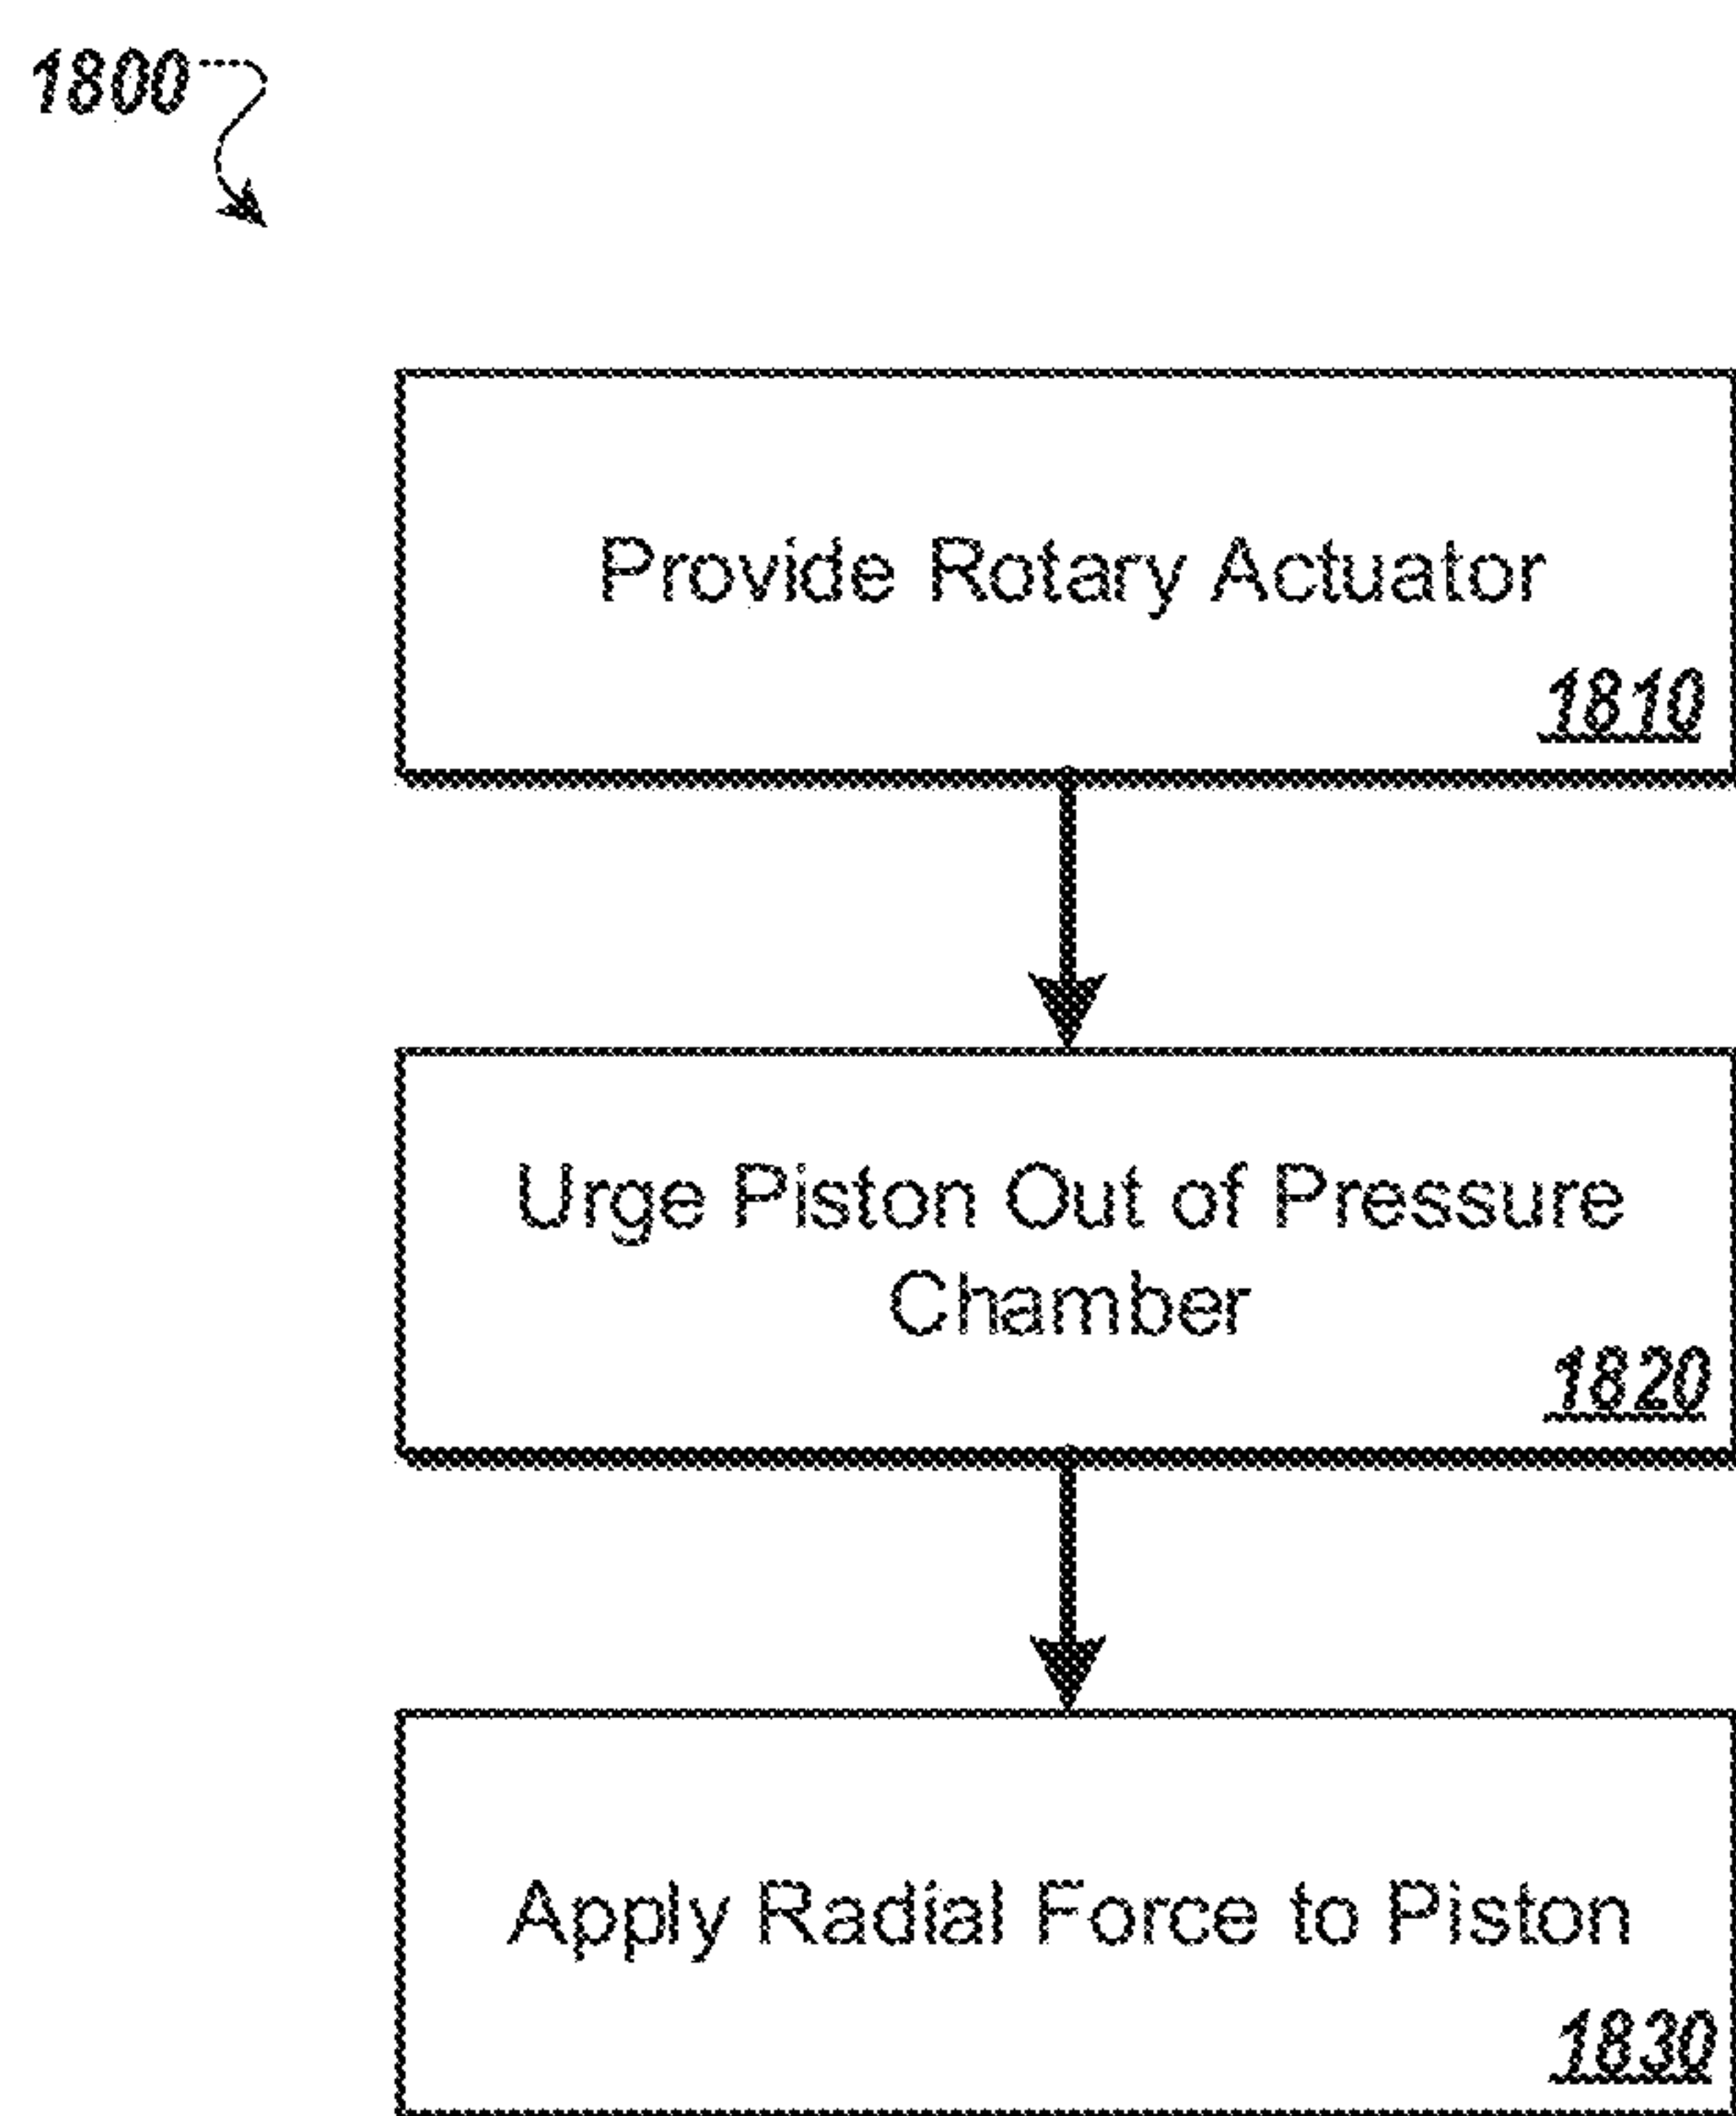 1800
Provide Rotary Actuator
1810
Urge Piston Out of Pressure
Chamber
1820
Apply Radial Force to Piston
1830